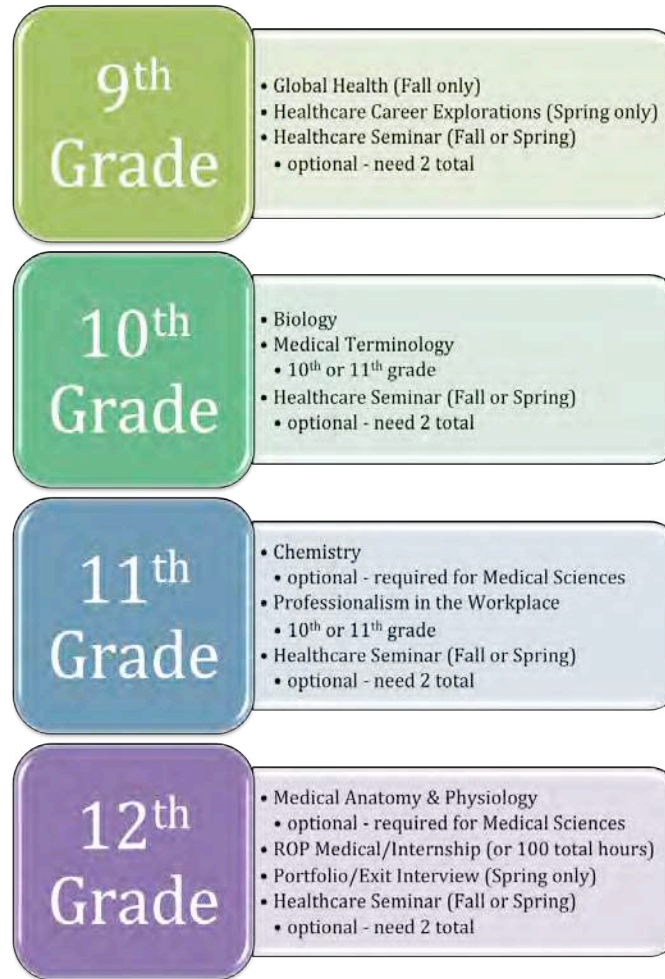 9th
Grade
• Global Health (Fall only)
• Healthcare Career Explorations (Spring only)
• Healthcare Seminar (Fall or Spring)
• optional - need 2 total
10th
Grade
• Biology
• Medical Terminology
• 10th or 11th grade
• Healthcare Seminar (Fall or Spring)
• optional - need 2 total
11th
Grade
• Chemistry
• optional - required for Medical Sciences
• Professionalism in the Workplace
• 10th or 11th grade
• Healthcare Seminar (Fall or Spring)
• optional - need 2 total
12th
Grade
• Medical Anatomy & Physiology
• optional - required for Medical Sciences
• ROP Medical/Internship (or 100 total hours)
• Portfolio/Exit Interview (Spring only)
• Healthcare Seminar (Fall or Spring)
• optional - need 2 total